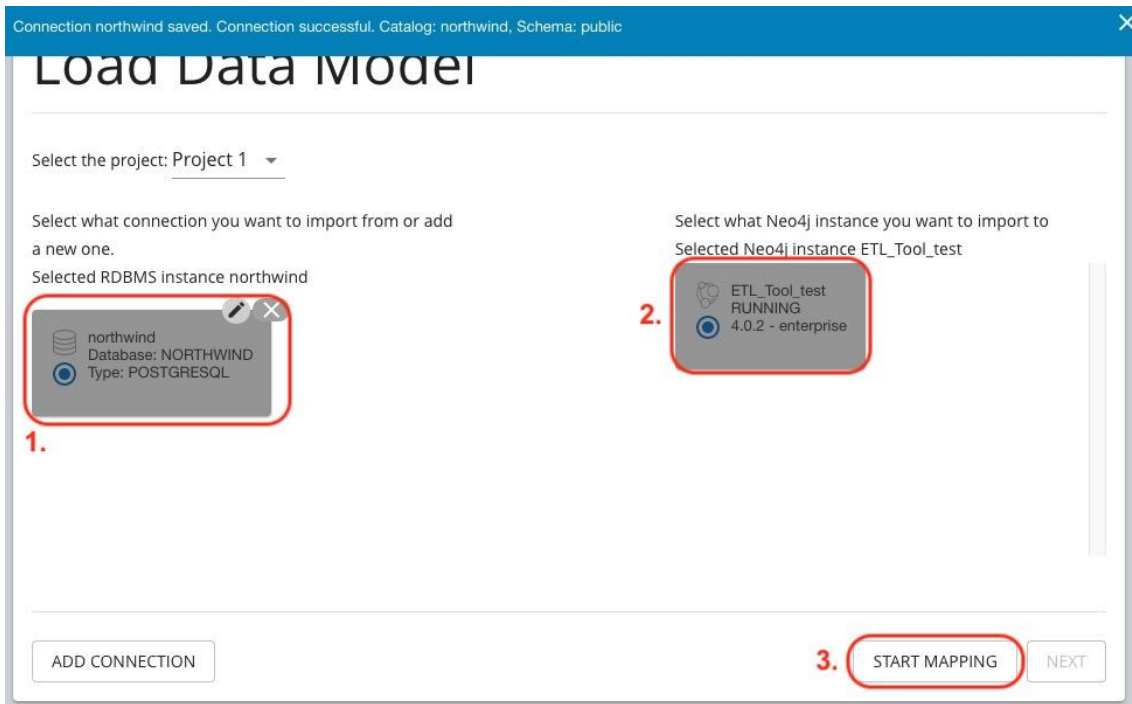 Connection northwind saved. Connection successful. Catalog: northwind, Schema: public
Load Data Model
Select the project: Project 1
Select what connection you want to import from or add
a new one.
Selected RDBMS instance northwind
northwind
Database: NORTHWIND
Type: POSTGRESQL
1.
Select what Neo4j instance you want to import to
Selected Neo4j instance ETL_Tool_test
2.
ETL_Tool_test
RUNNING
4.0.2 - enterprise
ADD CONNECTION
3.
START MAPPING
NEXT